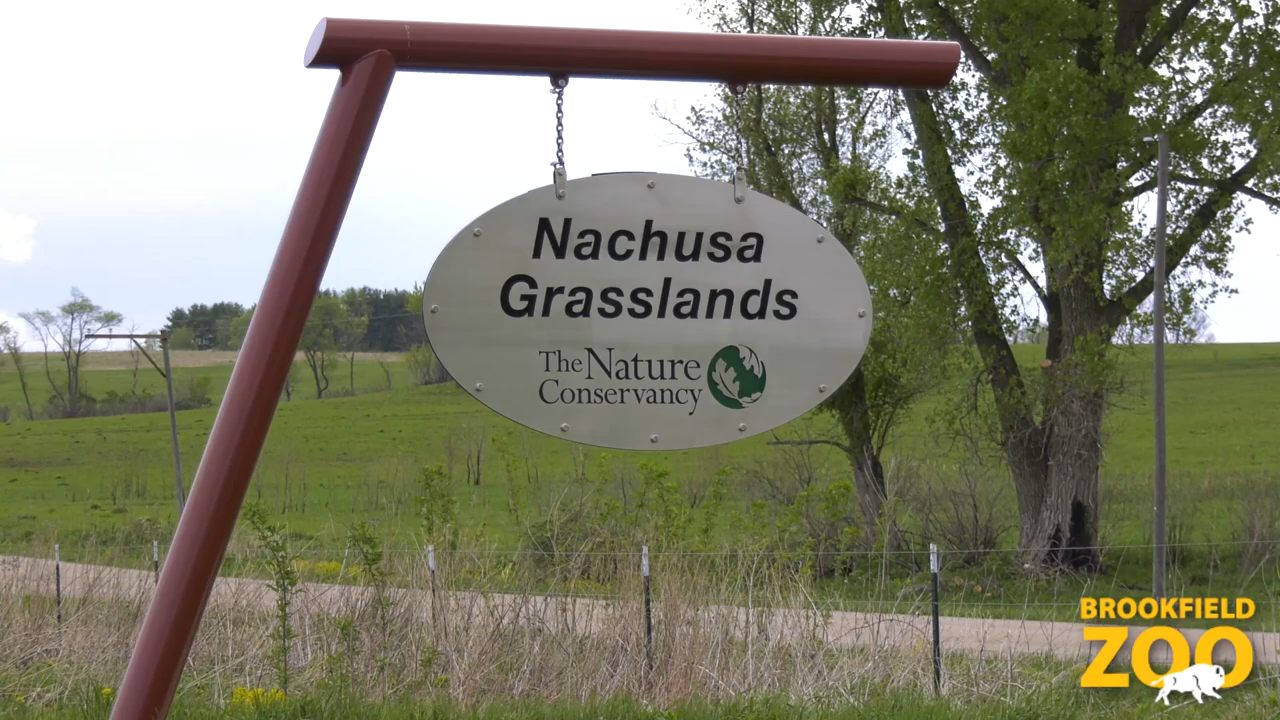 Nachusa
Grasslands
The Nature
Conservancy
BROOKFIELD
ZOO